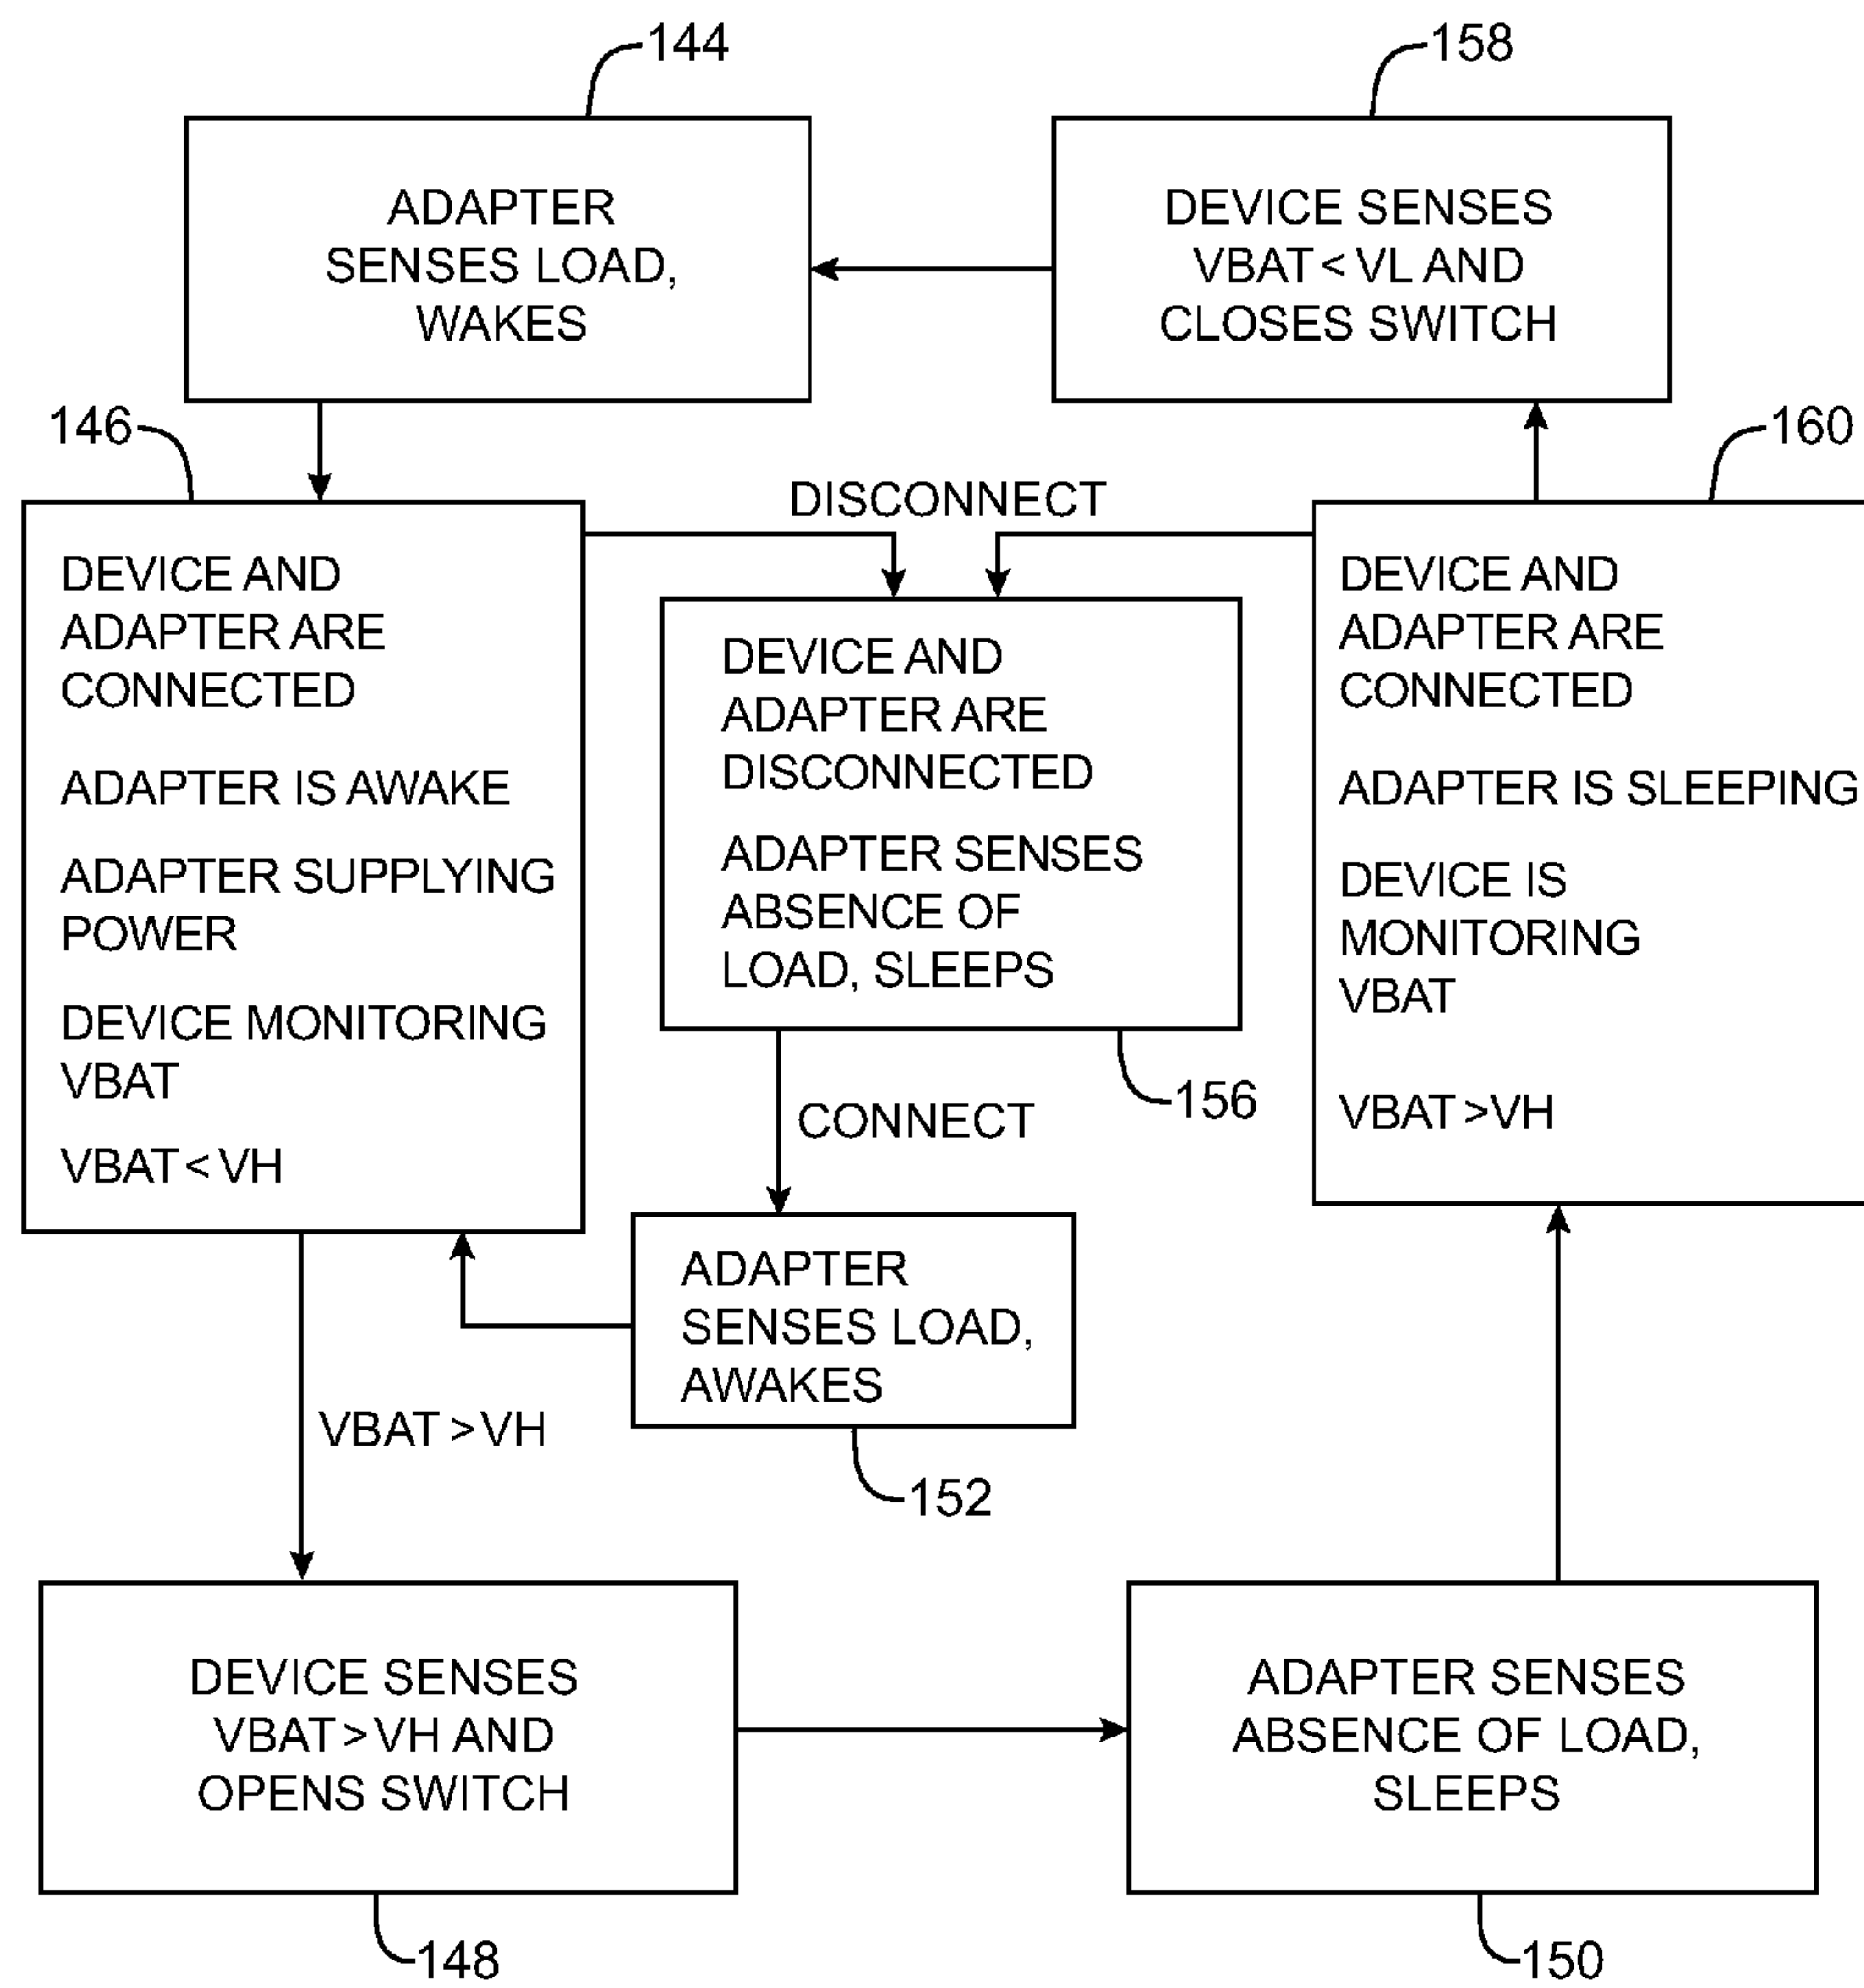 144
158
ADAPTER
SENSES LOAD,
WAKES
DEVICE SENSES
VBAT < VL AND
CLOSES SWITCH
146
160
DISCONNECT
DEVICE AND
ADAPTER ARE
CONNECTED
ADAPTER IS AWAKE
ADAPTER SUPPLYING
POWER
DEVICE MONITORING
VBAT
VBAT < VH
DEVICE AND
ADAPTER ARE
DISCONNECTED
ADAPTER SENSES
ABSENCE OF
LOAD, SLEEPS
DEVICE AND
ADAPTER ARE
CONNECTED
ADAPTER IS SLEEPING
DEVICE IS
MONITORING
VBAT
VBAT > VH
156
CONNECT
ADAPTER
SENSES LOAD,
AWAKES
VBAT > VH
152
DEVICE SENSES
VBAT > VH AND
OPENS SWITCH
ADAPTER SENSES
ABSENCE OF LOAD,
SLEEPS
148
150